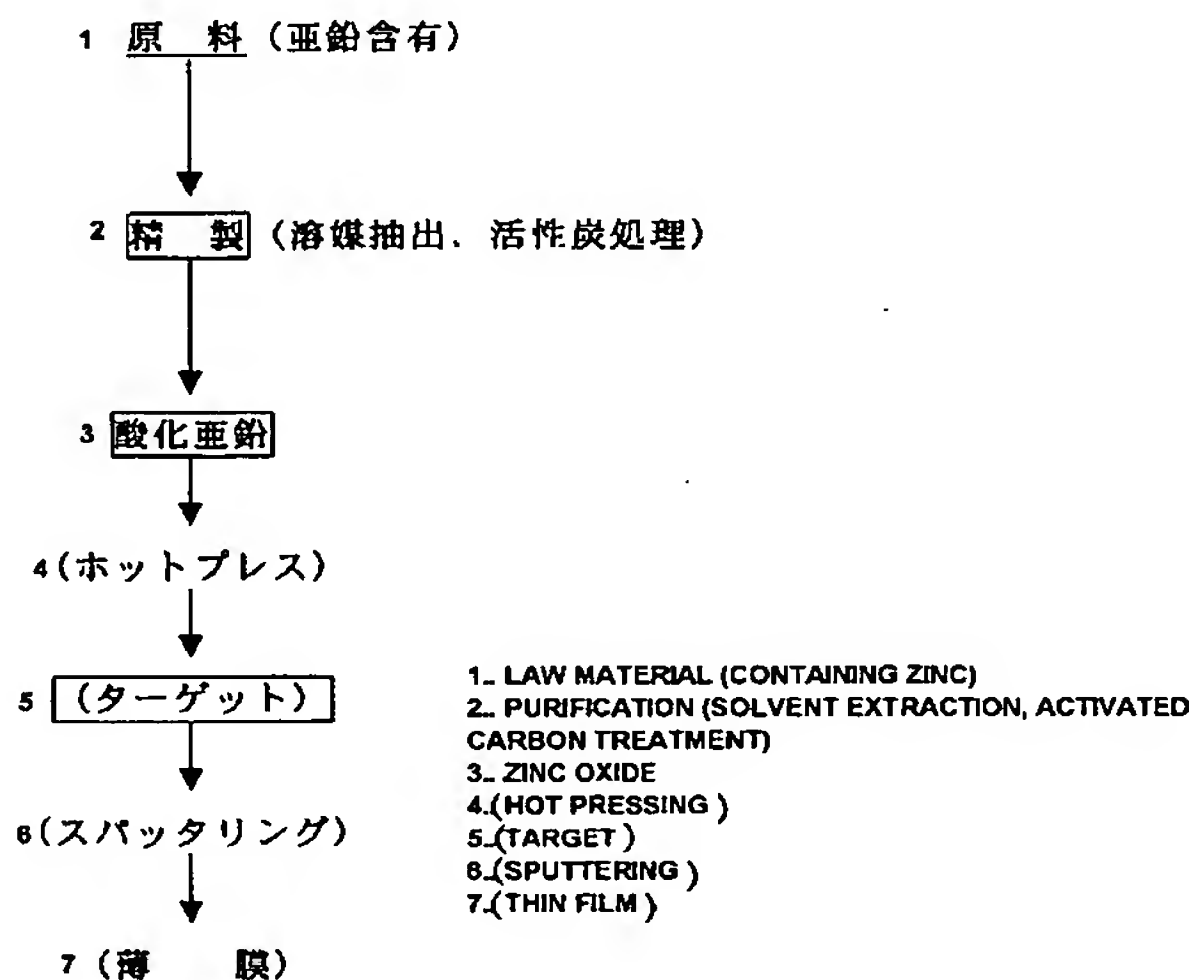 1 原 料 (亜鉛含有)
2 精 製 (溶媒抽出、活性炭処理)
3 酸化亜鉛
4 (ホットプレス)
5 (ターゲット)
6 (スパッタリング)
7 (薄 膜)
1.. LAW MATERIAL (CONTAINING ZINC)
2.. PURIFICATION (SOLVENT EXTRACTION, ACTIVATED
CARBON TREATMENT)
3.. ZINC OXIDE
4.(HOT PRESSING )
5..(TARGET )
6..(SPUTTERING )
7.(THIN FILM )